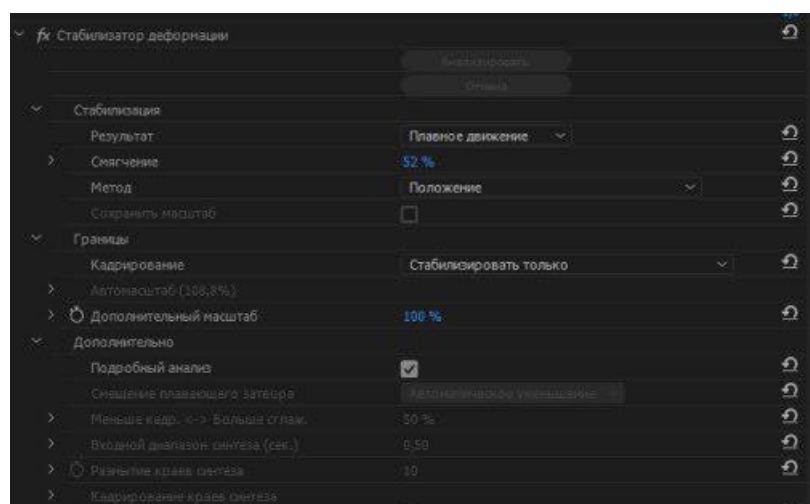 fx Стабилизатор деформации
Анализировать
Отмена
Стабилизация
Результат Плавное движение
Смягчение 52 %
Метод Положение
Сохранить масштаб
Границы
Кадрирование Стабилизировать только
Автомасштаб (108,8%)
Дополнительный масштаб 100 %
Дополнительно
Подробный анализ
Смещение плавающего затвора Автоматическое уменьшение
Меньше кадр. <-> Больше сглаж. 50 %
Входной диапазон синтеза (сек.) 0,50
Размытие краев синтеза 10
Кадрирование краев синтеза